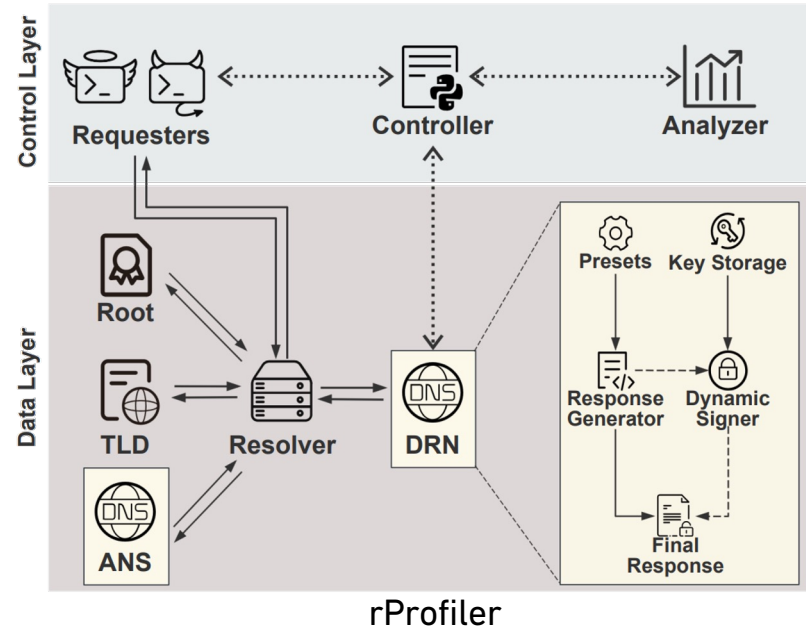 Control Layer
Requesters
Controller
Analyzer
Data Layer
Root
TLD
DNS
ANS
Resolver
DNS
DRN
Presets
Key Storage
Response
Generator
Dynamic
Signer
Final
Response
rProfiler